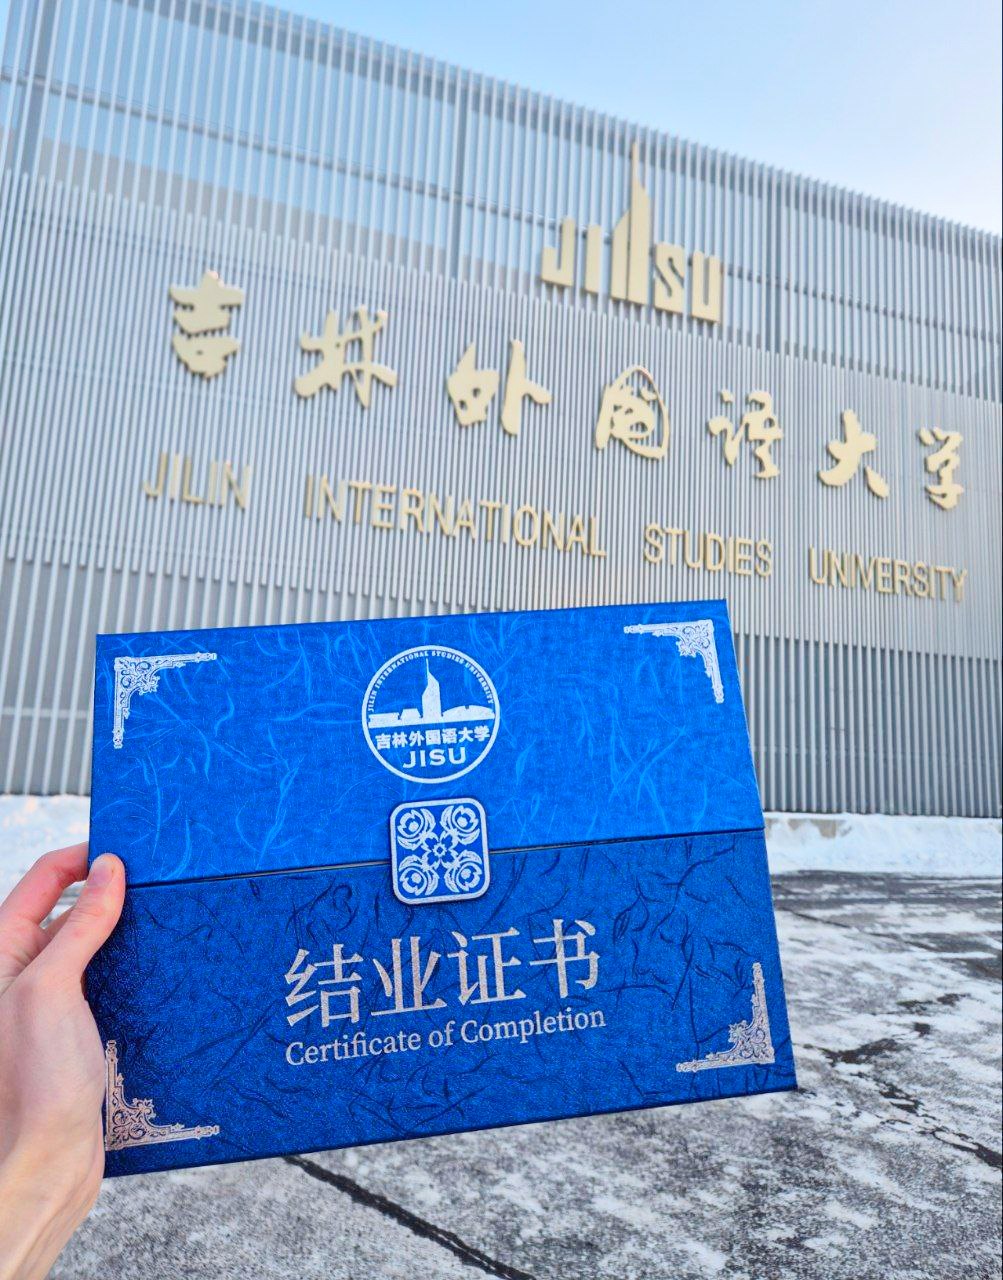 JISU
吉林外国语大学
JILIN INTERNATIONAL STUDIES UNIVERSITY
JILIN INTERNATIONAL STUDIES UNIVERSITY
吉林外国语大学
JISU
结业证书
Certificate of Completion